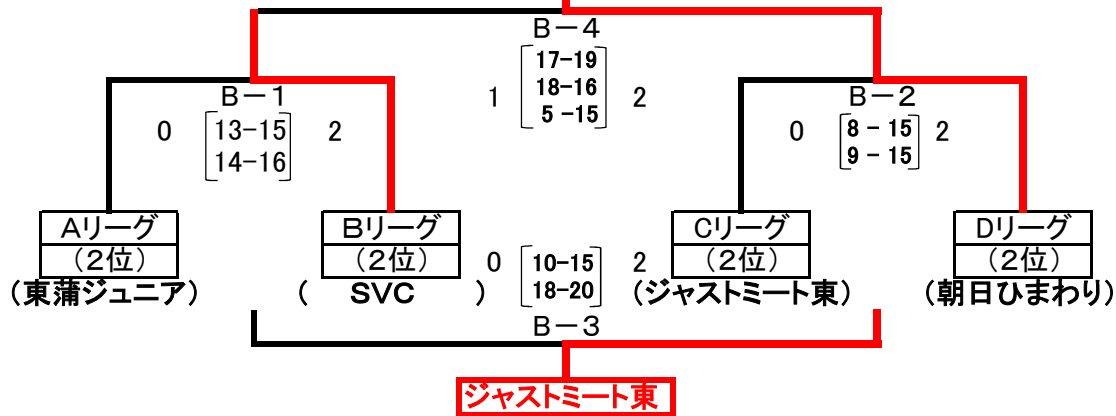 B-4
1 17-19 2
18-16
5 -15
B-1
0 13-15 2
14-16
B-2
0 8 - 15 2
9 - 15
Aリーグ
(2位)
(東蒲ジュニア)
Bリーグ
(2位)
( SVC )
0 10-15 2
18-20
B-3
Cリーグ
(2位)
(ジャストミート東)
Dリーグ
(2位)
(朝日ひまわり)
ジャストミート東